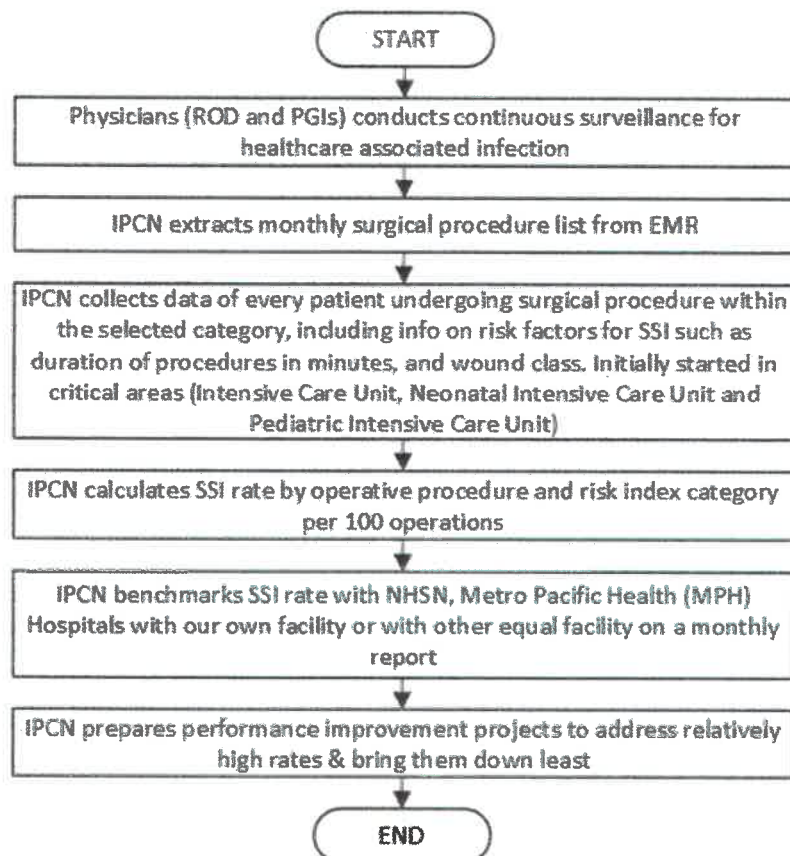 START
Physicians (ROD and PGIs) conducts continuous surveillance for
healthcare associated infection
IPCN extracts monthly surgical procedure list from EMR
IPCN collects data of every patient undergoing surgical procedure within
the selected category, including info on risk factors for SSI such as
duration of procedures in minutes, and wound class. Initially started in
critical areas (Intensive Care Unit, Neonatal Intensive Care Unit and
Pediatric Intensive Care Unit)
IPCN calculates SSI rate by operative procedure and risk index category
per 100 operations
IPCN benchmarks SSI rate with NHSN, Metro Pacific Health (MPH)
Hospitals with our own facility or with other equal facility on a monthly
report
IPCN prepares performance improvement projects to address relatively
high rates & bring them down least
END